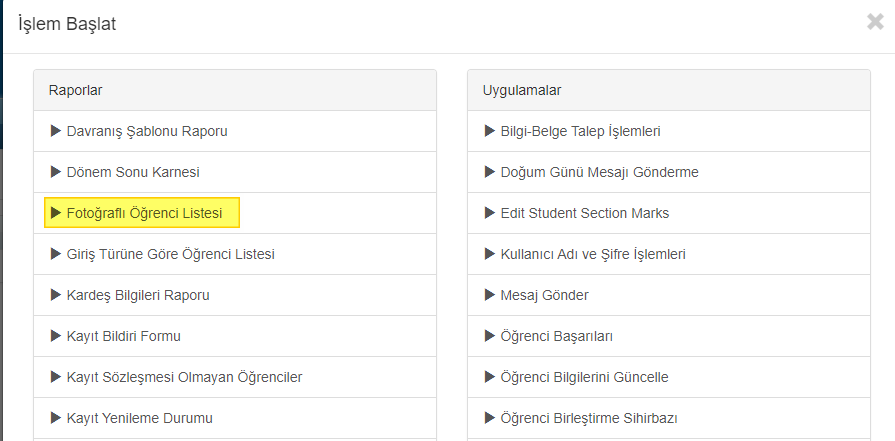 İşlem Başlat
Raporlar
Davranış Şablonu Raporu
Dönem Sonu Karnesi
Fotoğraflı Öğrenci Listesi
Giriş Türüne Göre Öğrenci Listesi
Kardeş Bilgileri Raporu
Kayıt Bildiri Formu
Kayıt Sözleşmesi Olmayan Öğrenciler
Kayıt Yenileme Durumu
Uygulamalar
Bilgi-Belge Talep İşlemleri
Doğum Günü Mesajı Gönderme
Edit Student Section Marks
Kullanıcı Adı ve Şifre İşlemleri
Mesaj Gönder
Öğrenci Başarıları
Öğrenci Bilgilerini Güncelle
Öğrenci Birleştirme Sihirbazı